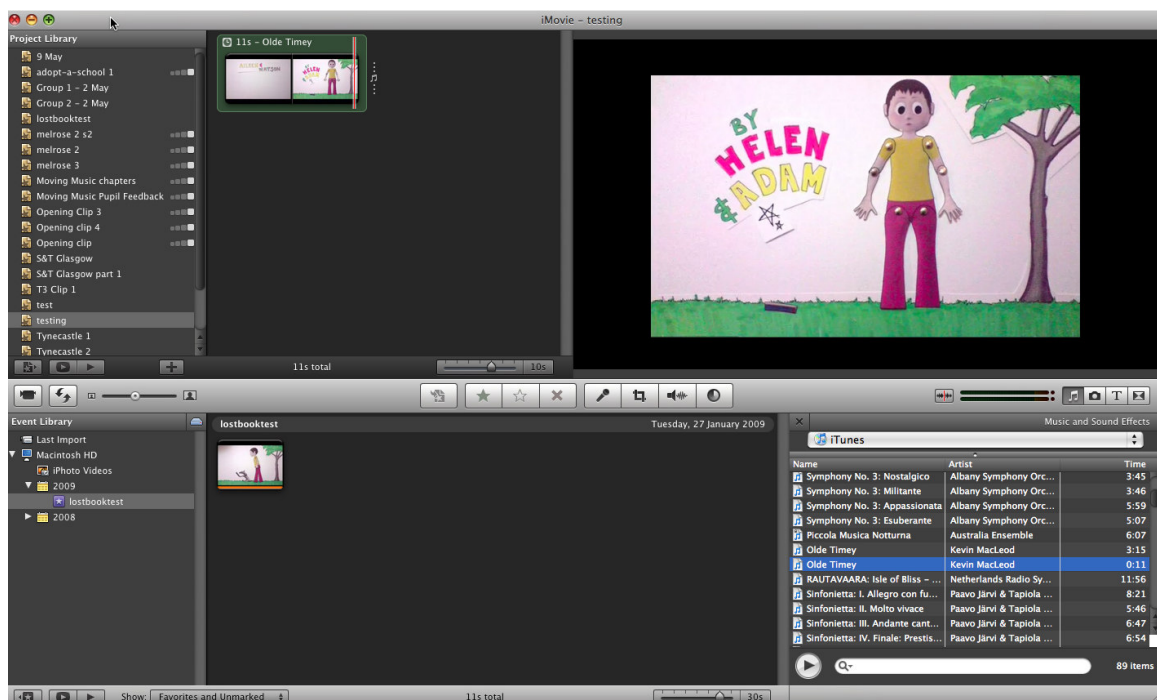 iMovie – testing
Project Library
9 May
adopt-a-school 1
Group 1 – 2 May
Group 2 – 2 May
lostbooktest
melrose 2 s2
melrose 2
melrose 3
Moving Music chapters
Moving Music Pupil Feedback
Opening Clip 3
Opening clip 4
Opening clip
S&T Glasgow
S&T Glasgow part 1
T3 Clip 1
test
testing
Tynecastle 1
Tynecastle 2
11s – Olde Timey
11s total
10s
BY
HELEN
& ADAM
T
Event Library
Last Import
Macintosh HD
iPhoto Videos
2009
lostbooktest
2008
lostbooktest Tuesday, 27 January 2009
Show: Favorites and Unmarked
11s total
30s
Music and Sound Effects
iTunes
Name Artist Time
Symphony No. 3: Nostalgico Albany Symphony Orc... 3:45
Symphony No. 3: Militante Albany Symphony Orc... 3:46
Symphony No. 3: Appassionata Albany Symphony Orc... 5:59
Symphony No. 3: Esuberante Albany Symphony Orc... 5:07
Piccola Musica Notturna Australia Ensemble 6:07
Olde Timey Kevin MacLeod 3:15
Olde Timey Kevin MacLeod 0:11
RAUTAVAARA: Isle of Bliss – ... Netherlands Radio Sy... 11:56
Sinfonietta: I. Allegro con fu... Paavo Järvi & Tapiola ... 8:21
Sinfonietta: II. Molto vivace Paavo Järvi & Tapiola ... 5:46
Sinfonietta: III. Andante cant... Paavo Järvi & Tapiola ... 6:47
Sinfonietta: IV. Finale: Prestis... Paavo Järvi & Tapiola ... 6:54
89 items